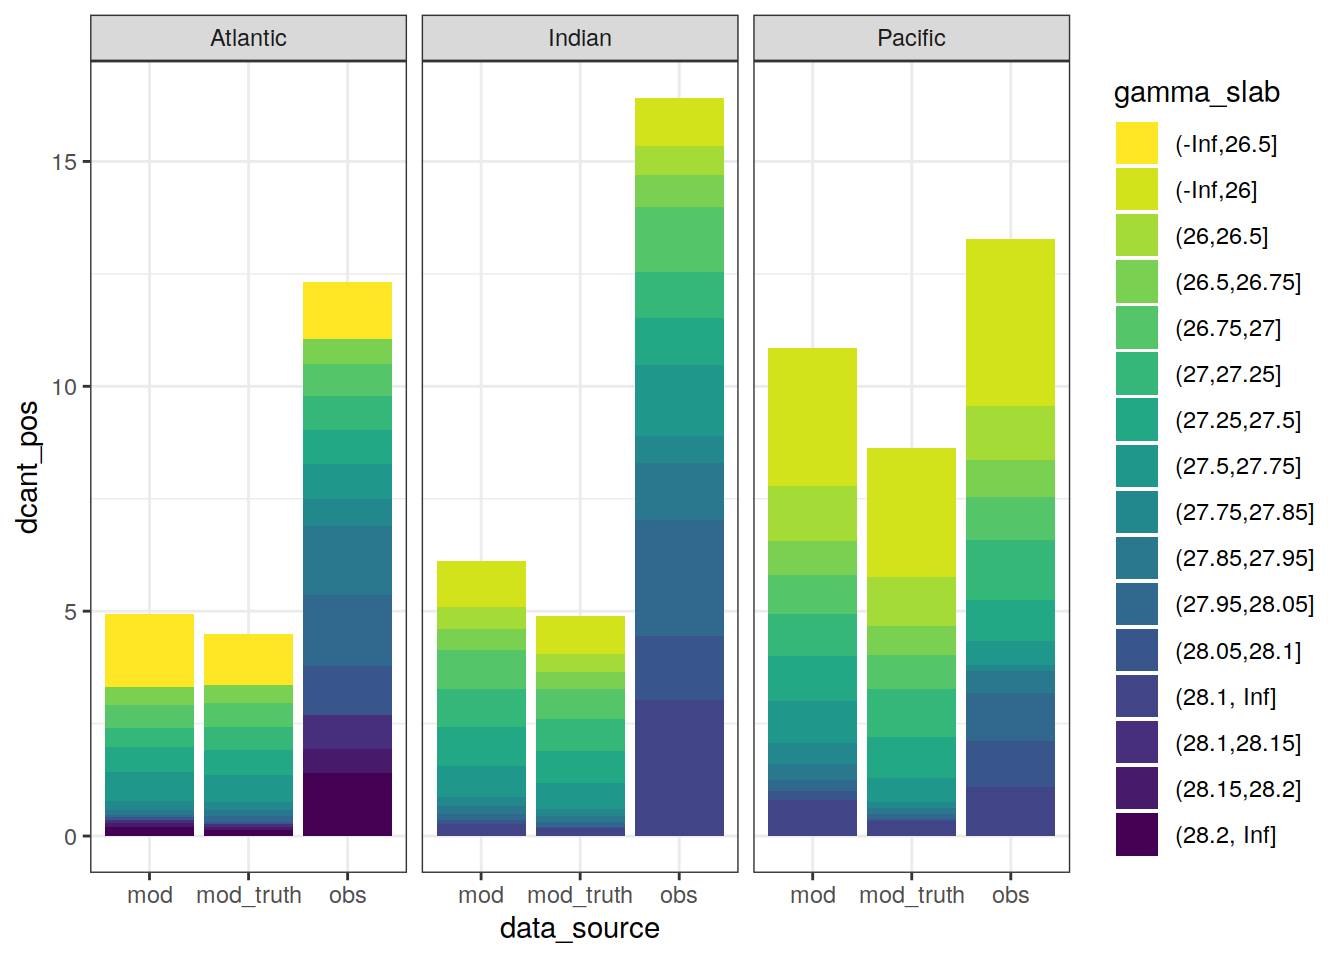 Atlantic
Indian
Pacific
dcant_pos
15
10
5
0
mod
mod_truth
obs
mod
mod_truth
obs
mod
mod_truth
obs
data_source
gamma_slab
(-Inf,26.5]
(-Inf,26]
(26,26.5]
(26.5,26.75]
(26.75,27]
(27,27.25]
(27.25,27.5]
(27.5,27.75]
(27.75,27.85]
(27.85,27.95]
(27.95,28.05]
(28.05,28.1]
(28.1, Inf]
(28.1,28.15]
(28.15,28.2]
(28.2, Inf]